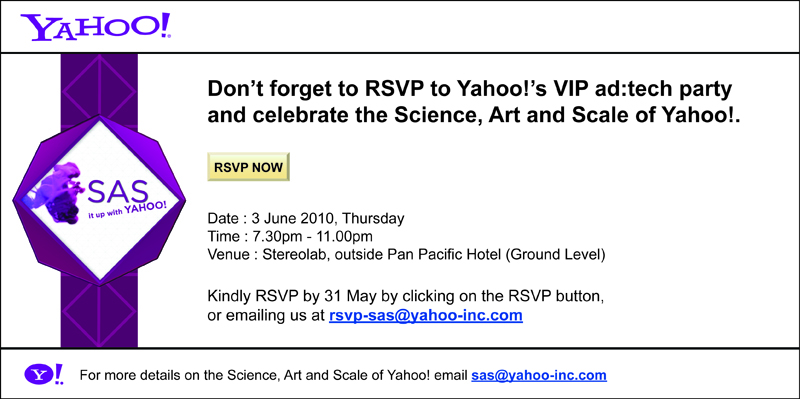 YAHOO!
Don’t forget to RSVP to Yahoo!’s VIP ad:tech party
and celebrate the Science, Art and Scale of Yahoo!.
RSVP NOW
SAS
it up with YAHOO!
Date : 3 June 2010, Thursday
Time : 7.30pm - 11.00pm
Venue : Stereolab, outside Pan Pacific Hotel (Ground Level)
Kindly RSVP by 31 May by clicking on the RSVP button,
or emailing us at rsvp-sas@yahoo-inc.com
Y! For more details on the Science, Art and Scale of Yahoo! email sas@yahoo-inc.com